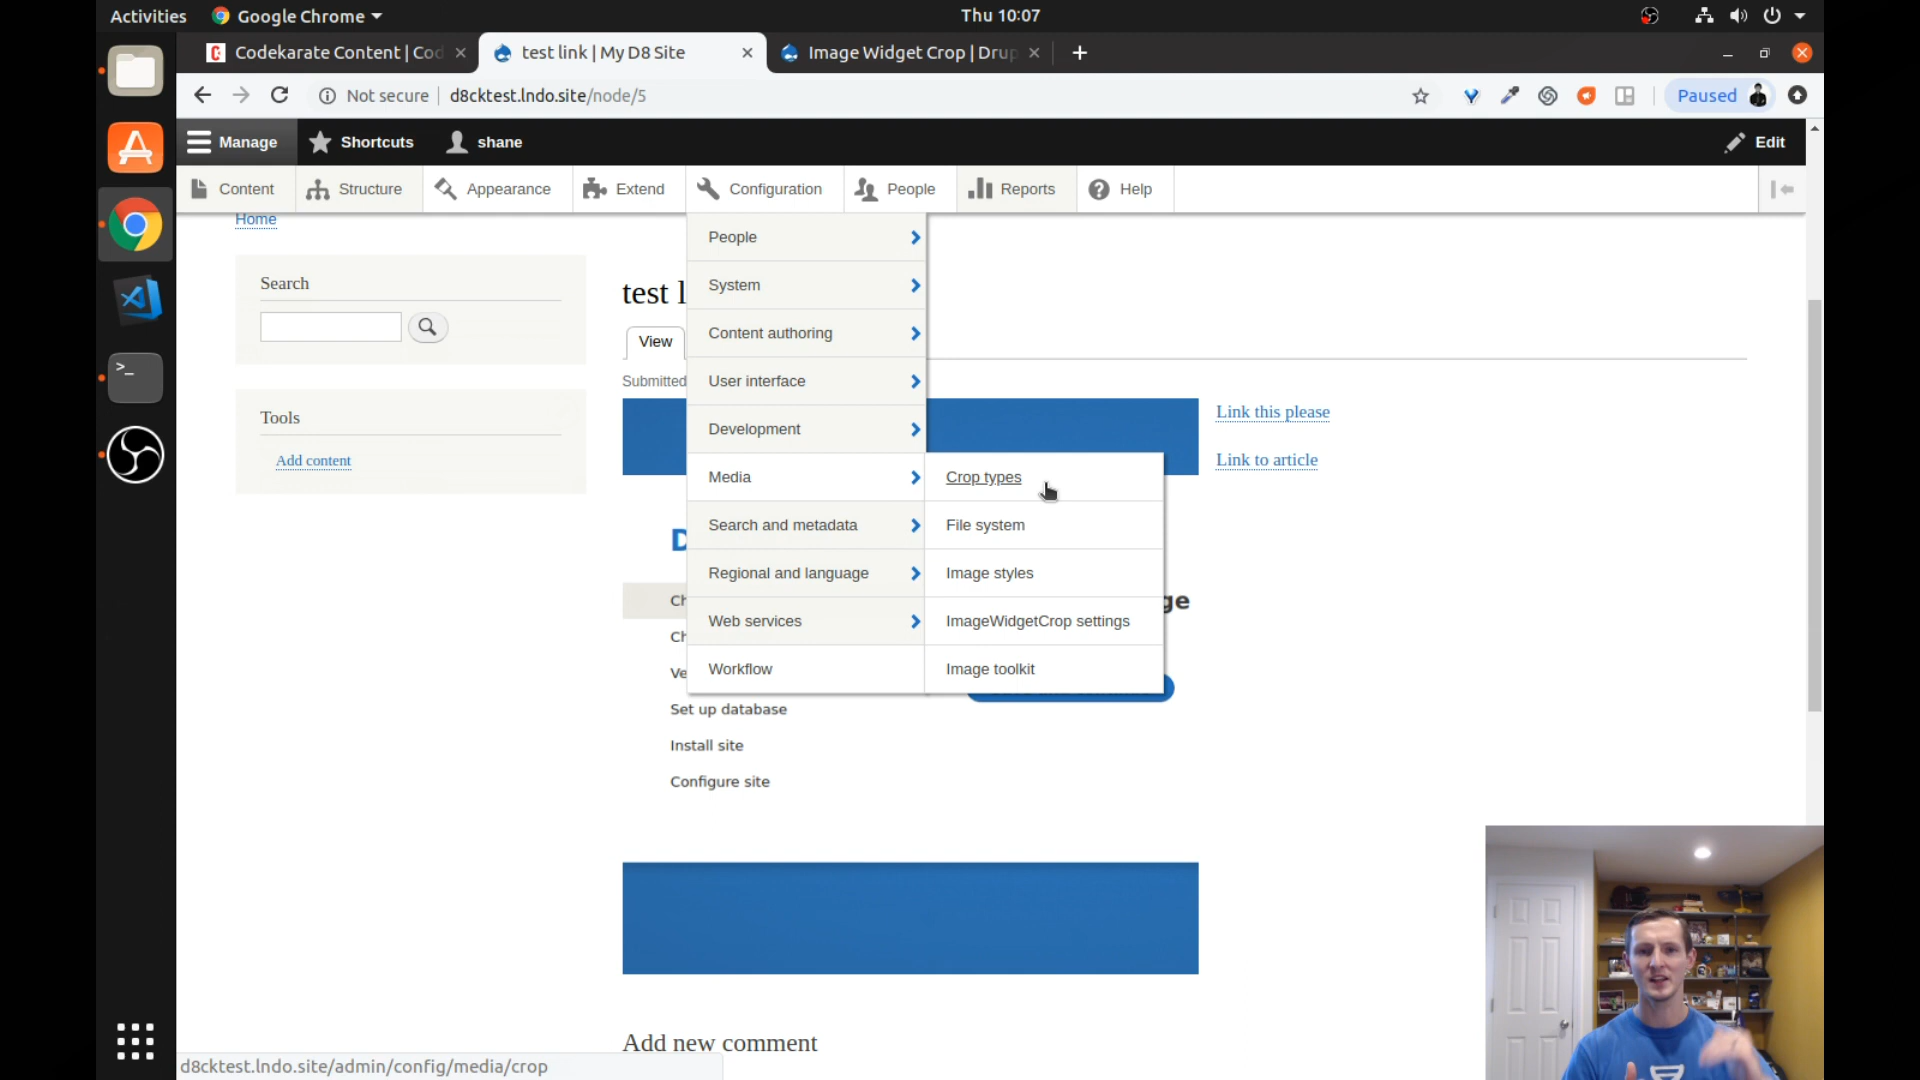 Activities Google Chrome Thu 10:07
Codekarate Content | Cod test link | My D8 Site Image Widget Crop | Drup
Not secure d8cktest.lndo.site/node/5 Paused
Manage Shortcuts shane Edit
Content Structure Appearance Extend Configuration People Reports Help
Home
Search
Tools
Add content
test l
View
Submitted
People
System
Content authoring
User interface
Development
Media
Search and metadata
Regional and language
Web services
Workflow
Crop types
File system
Image styles
ImageWidgetCrop settings
Image toolkit
Link this please
Link to article
D
Ch
ge
Ch
Ve
Set up database
Install site
Configure site
Add new comment
d8cktest.lndo.site/admin/config/media/crop